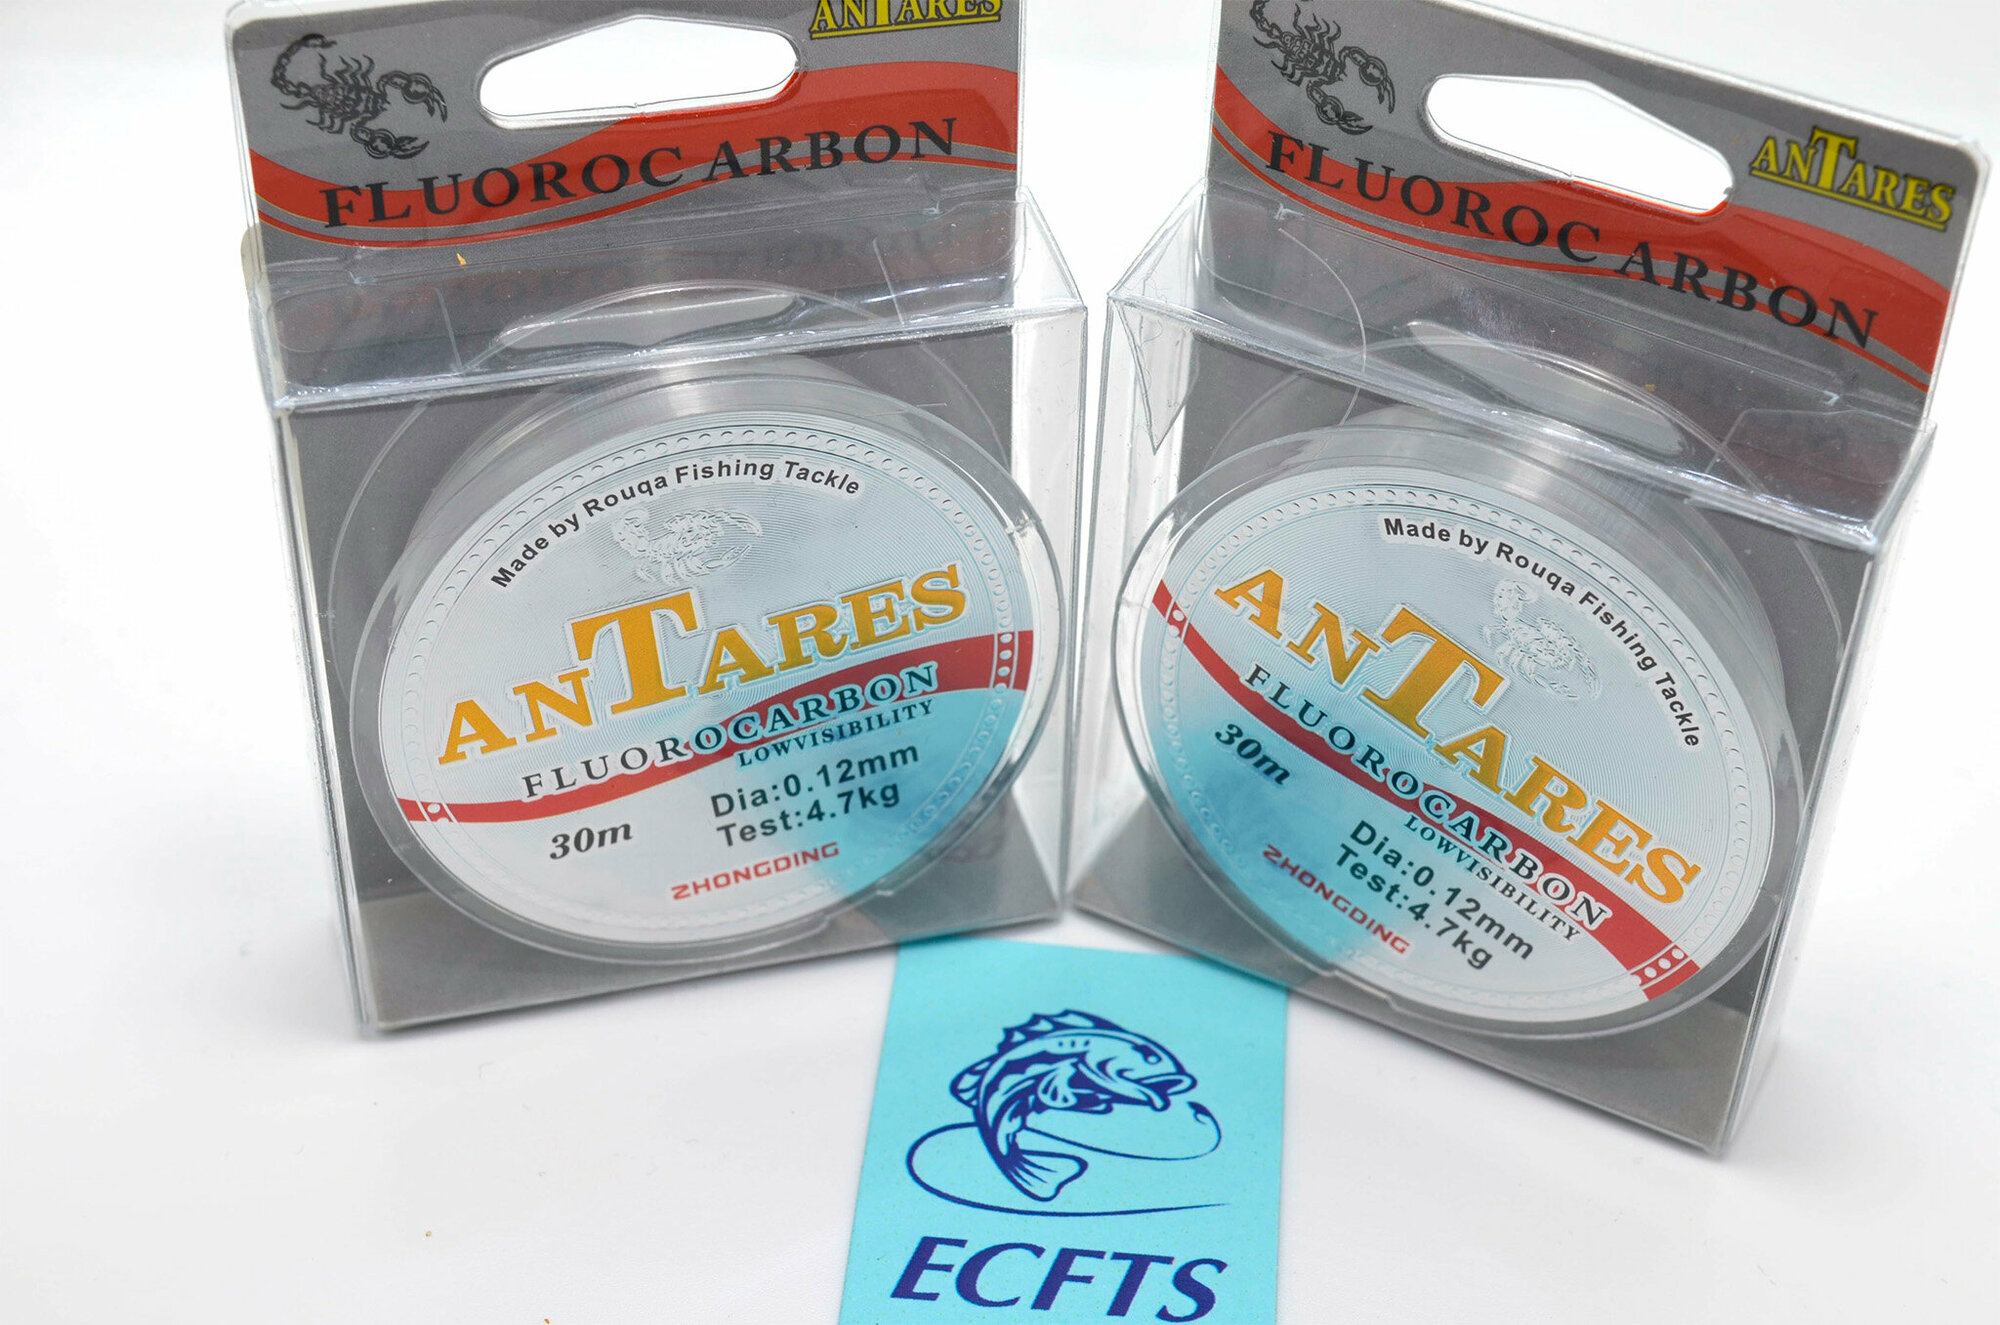 ANTARES
FLUOROC ARBON
Made by Rouqa Fishing Tackle
ANTARES
FLUOROCARBON
LOWVISIBILITY
30m
Dia:0.12mm
Test:4.7kg
ZHONGDING
ANTARES
FLUOROC ARBON
Made by Rouqa Fishing Tackle
ANTARES
FLUOROCARBON
LOWVISIBILITY
30m
Dia:0.12mm
Test:4.7kg
ZHONGDING
ECFTS